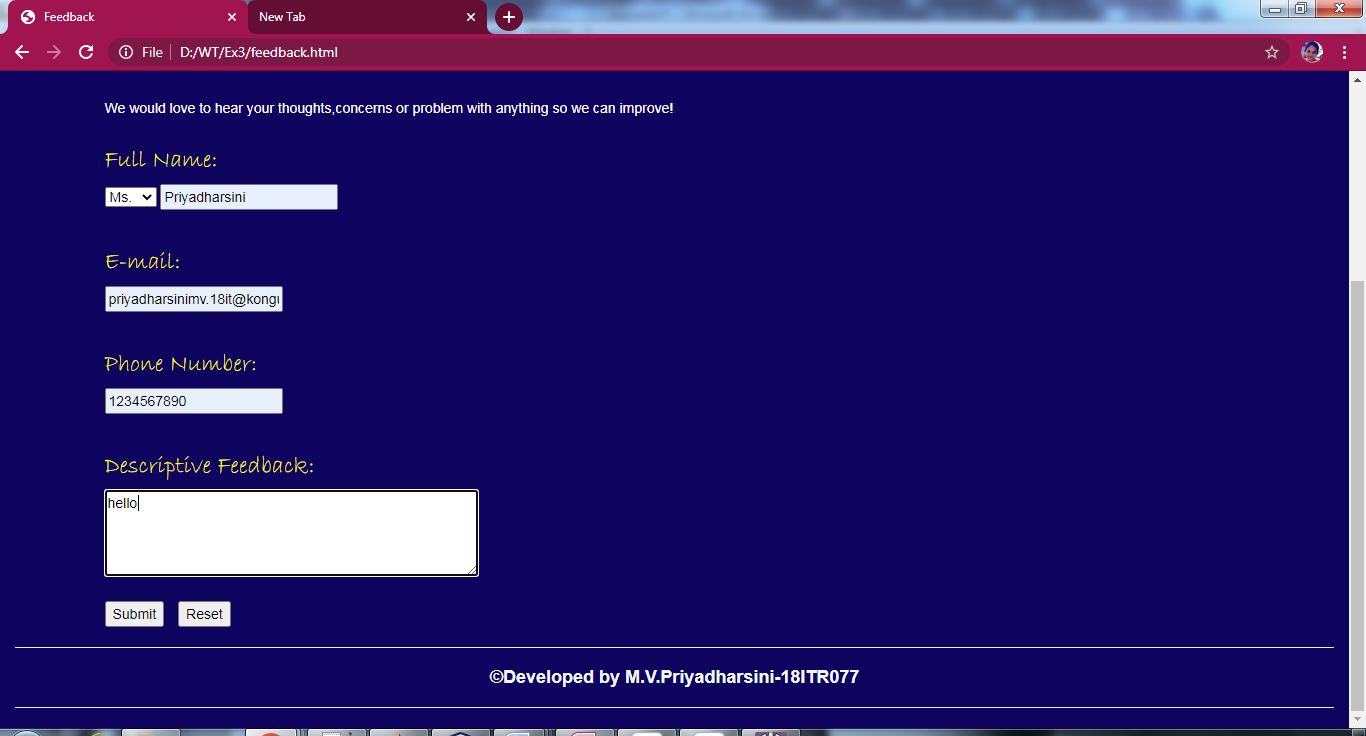 Feedback
New Tab
File D:/WT/Ex3/feedback.html
We would love to hear your thoughts,concerns or problem with anything so we can improve!
Full Name:
Ms. Priyadharsini
E-mail:
priyadharsinimv.18it@kong
Phone Number:
1234567890
Descriptive Feedback:
hello
Submit Reset
©Developed by M.V.Priyadharsini-18ITR077